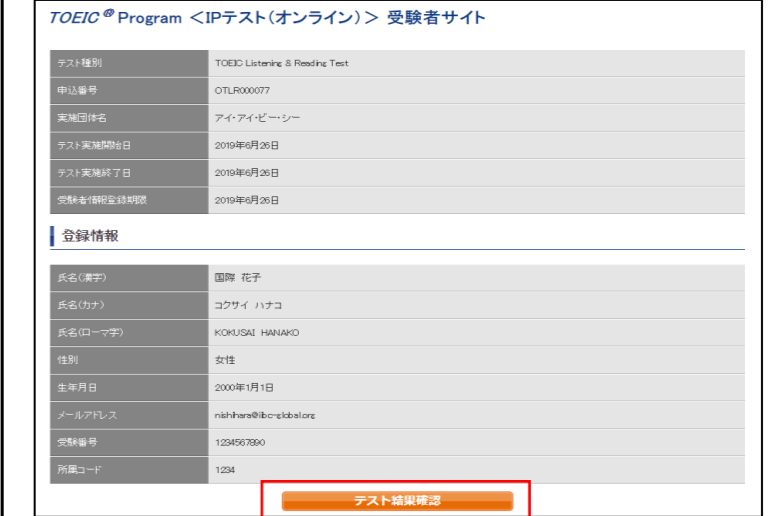 TOEIC® Program <IPテスト(オンライン)> 受験者サイト
テスト種別 TOEIC Listening & Reading Test
申込番号 OTLR000077
実施団体名 アイ・アイ・ビー・シー
テスト実施開始日 2019年6月26日
テスト実施終了日 2019年6月26日
受験者情報登録期限 2019年6月26日
登録情報
氏名(漢字) 国際 花子
氏名(カナ) コクサイ ハナコ
氏名(ローマ字) KOKUSAI HANAKO
性別 女性
生年月日 2000年1月1日
メールアドレス nishihara@iibc-global.org
受験番号 1234567890
所属コード 1234
テスト結果確認